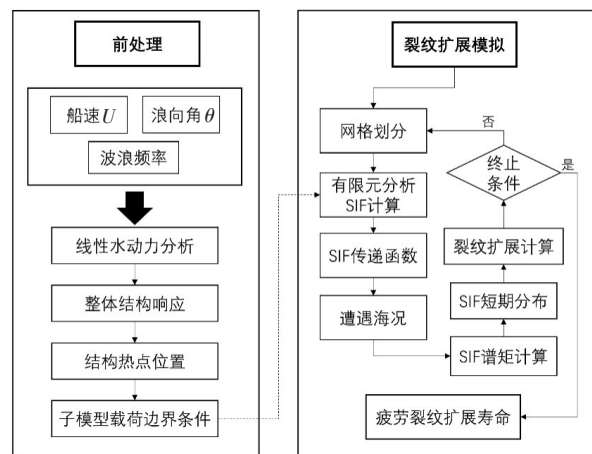 前处理
船速U
浪向角θ
波浪频率
线性水动力分析
整体结构响应
结构热点位置
子模型载荷边界条件
裂纹扩展模拟
网格划分
有限元分析
SIF计算
SIF传递函数
遭遇海况
SIF谱矩计算
SIF短期分布
裂纹扩展计算
终止
条件
否
是
疲劳裂纹扩展寿命